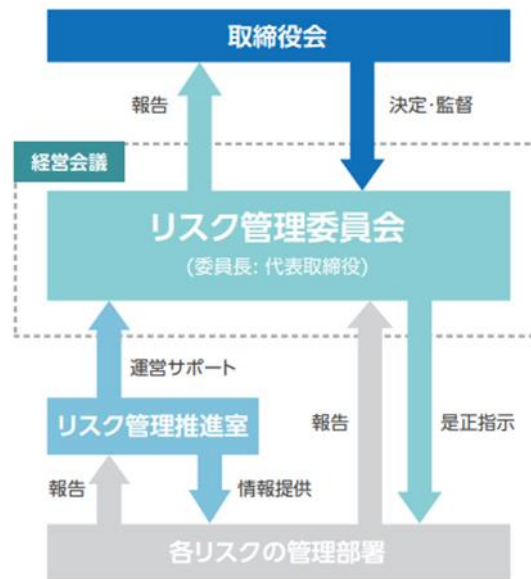 取締役会
報告
決定・監督
経営会議
リスク管理委員会
(委員長: 代表取締役)
運営サポート
リスク管理推進室
報告
是正指示
報告
情報提供
各リスクの管理部署